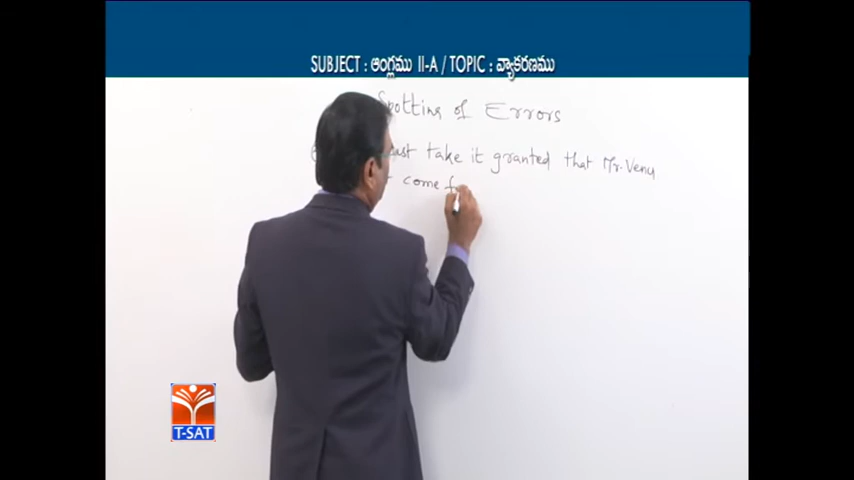 SUBJECT : ఆంగ్లము II-A / TOPIC : వ్యాకరణము
Spotting of Errors
take it granted that Mr. Venu
come
T-SAT